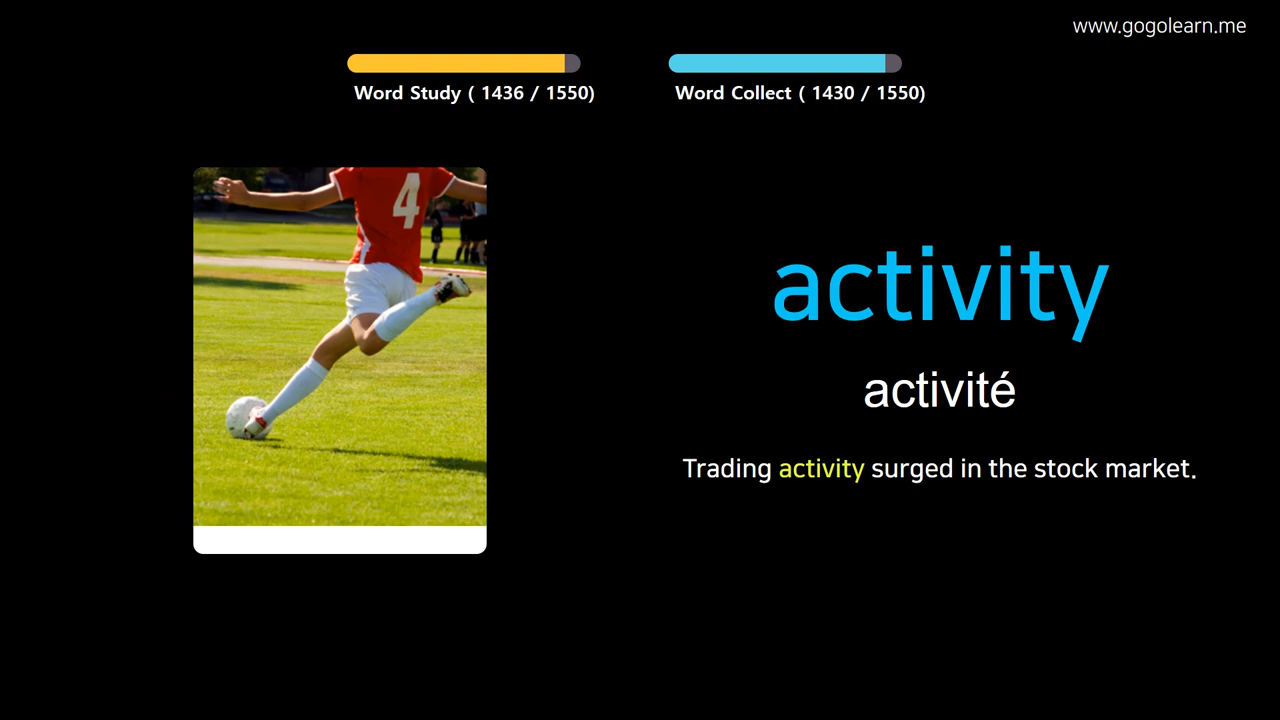 www.gogolearn.me
Word Study ( 1436 / 1550)
Word Collect ( 1430 / 1550)
4
activity
activité
Trading activity surged in the stock market.